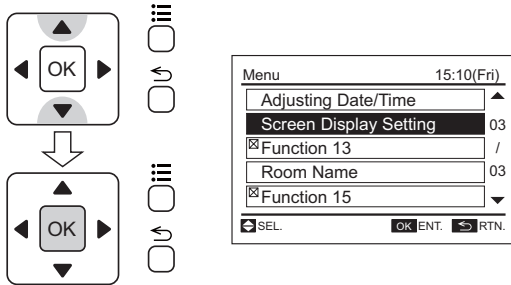 OK
OK
Menu 15:10(Fri)
Adjusting Date/Time
Screen Display Setting 03
Function 13 /
Room Name 03
Function 15
SEL. OK ENT. RTN.